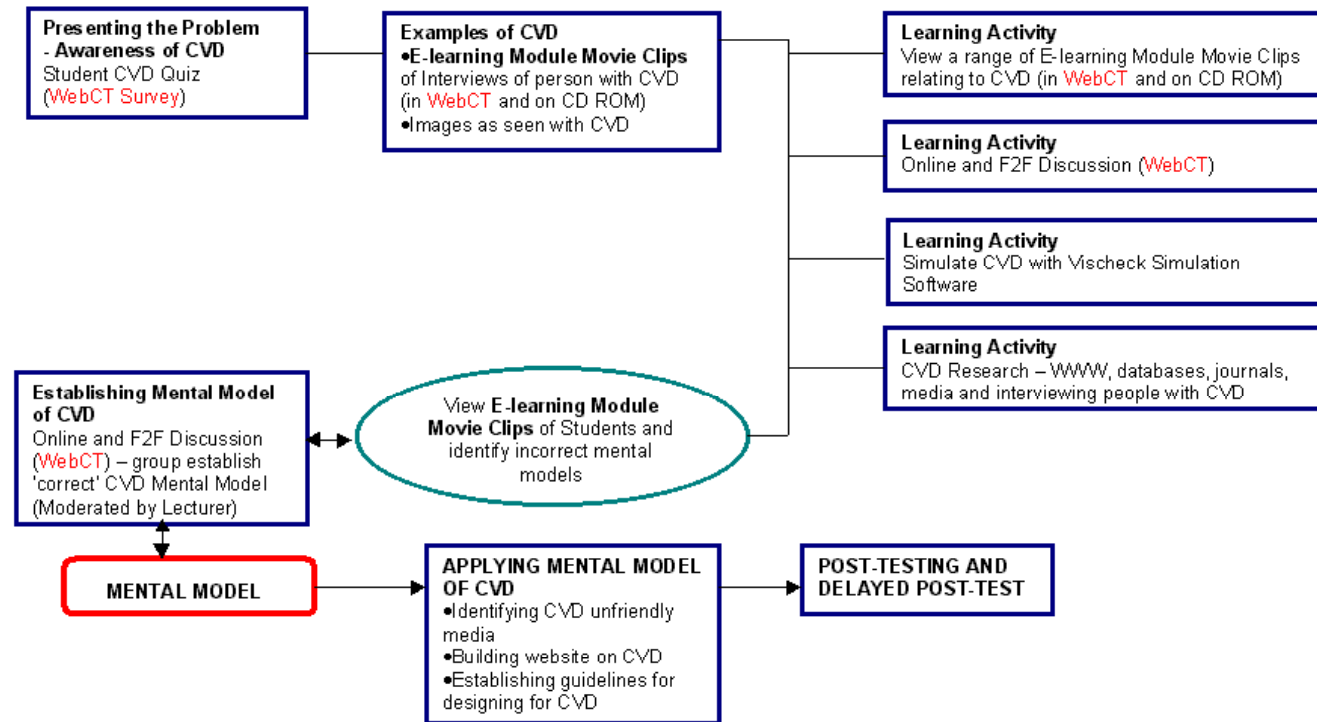 Presenting the Problem
- Awareness of CVD
Student CVD Quiz
(WebCT Survey)
Examples of CVD
•E-learning Module Movie Clips
of Interviews of person with CVD
(in WebCT and on CD ROM)
•Images as seen with CVD
Learning Activity
View a range of E-learning Module Movie Clips
relating to CVD (in WebCT and on CD ROM)
Learning Activity
Online and F2F Discussion (WebCT)
Learning Activity
Simulate CVD with Vischeck Simulation
Software
Learning Activity
CVD Research – WWW, databases, journals,
media and interviewing people with CVD
Establishing Mental Model
of CVD
Online and F2F Discussion
(WebCT) – group establish
'correct' CVD Mental Model
(Moderated by Lecturer)
View E-learning Module
Movie Clips of Students and
identify incorrect mental
models
MENTAL MODEL
APPLYING MENTAL MODEL
OF CVD
•Identifying CVD unfriendly
media
•Building website on CVD
•Establishing guidelines for
designing for CVD
POST-TESTING AND
DELAYED POST-TEST